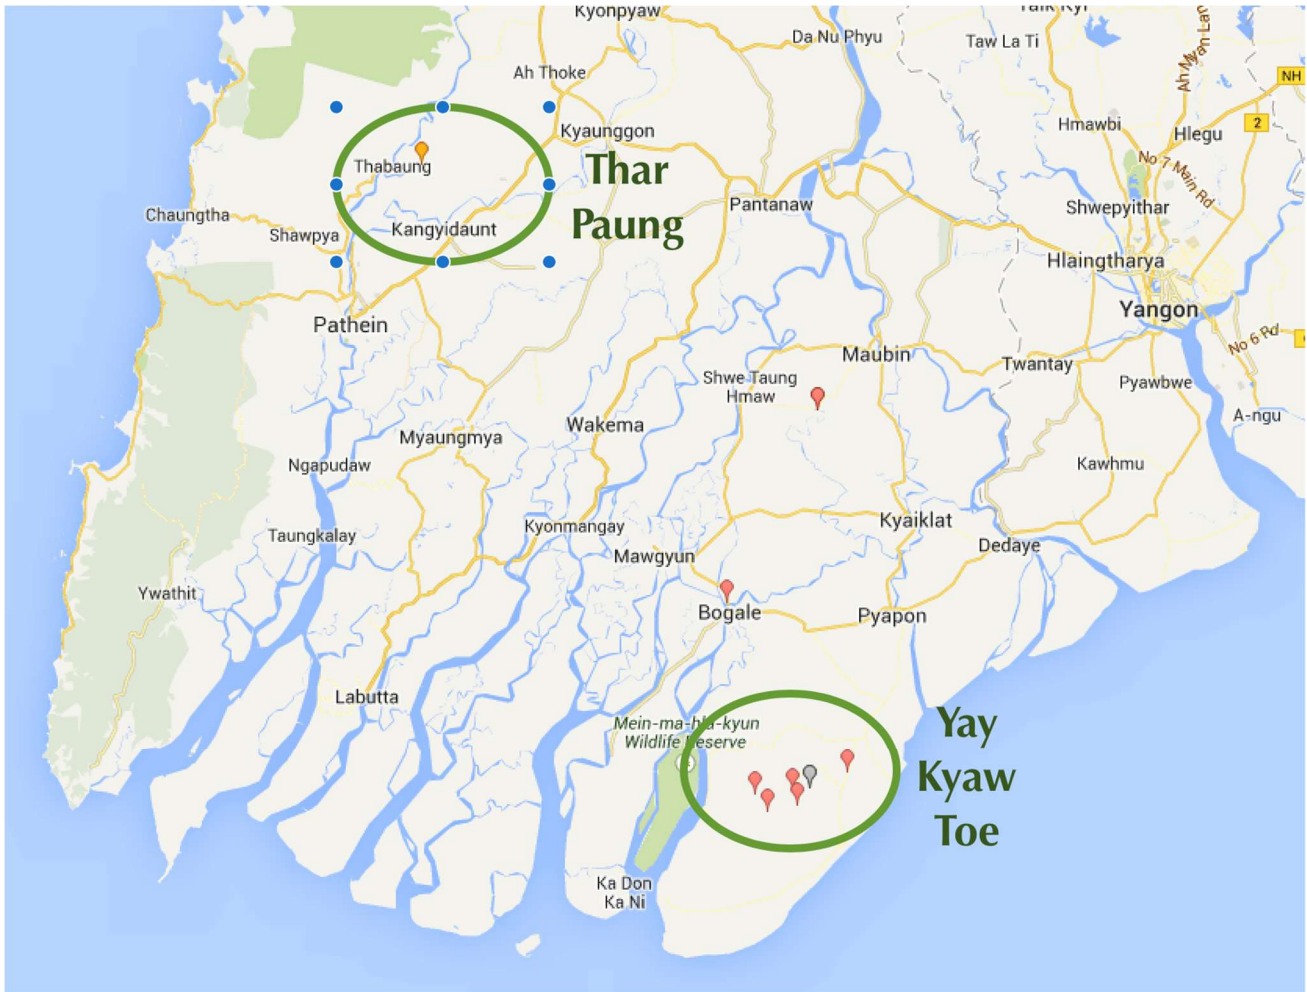 Kyonpyaw
Da Nu Phyu
Taw La Ti
Ah Myan Lan
NH
Ah Thoke
Kyaunggon
Hmawbi
2
Hlegu
No 7 Main Rd
Thabaung
Thar
Paung
Chaungtha
Shawpya
Kangyidaunt
Pantanaw
Shwepyithar
Hlaingtharya
Yangon
Pathein
No 6 Rd
Maubin
Twantay
Pyawbwe
Shwe Taung
Hmaw
A-ngu
Wakema
Myaungmya
Ngapudaw
Kawhmu
Taungkalay
Kyonmangay
Kyaiklat
Dedaye
Mawgyun
Ywathit
Bogale
Pyapon
Labutta
Mein-ma-hla-kyun
Wildlife Reserve
Yay
Kyaw
Toe
Ka Don
Ka Ni